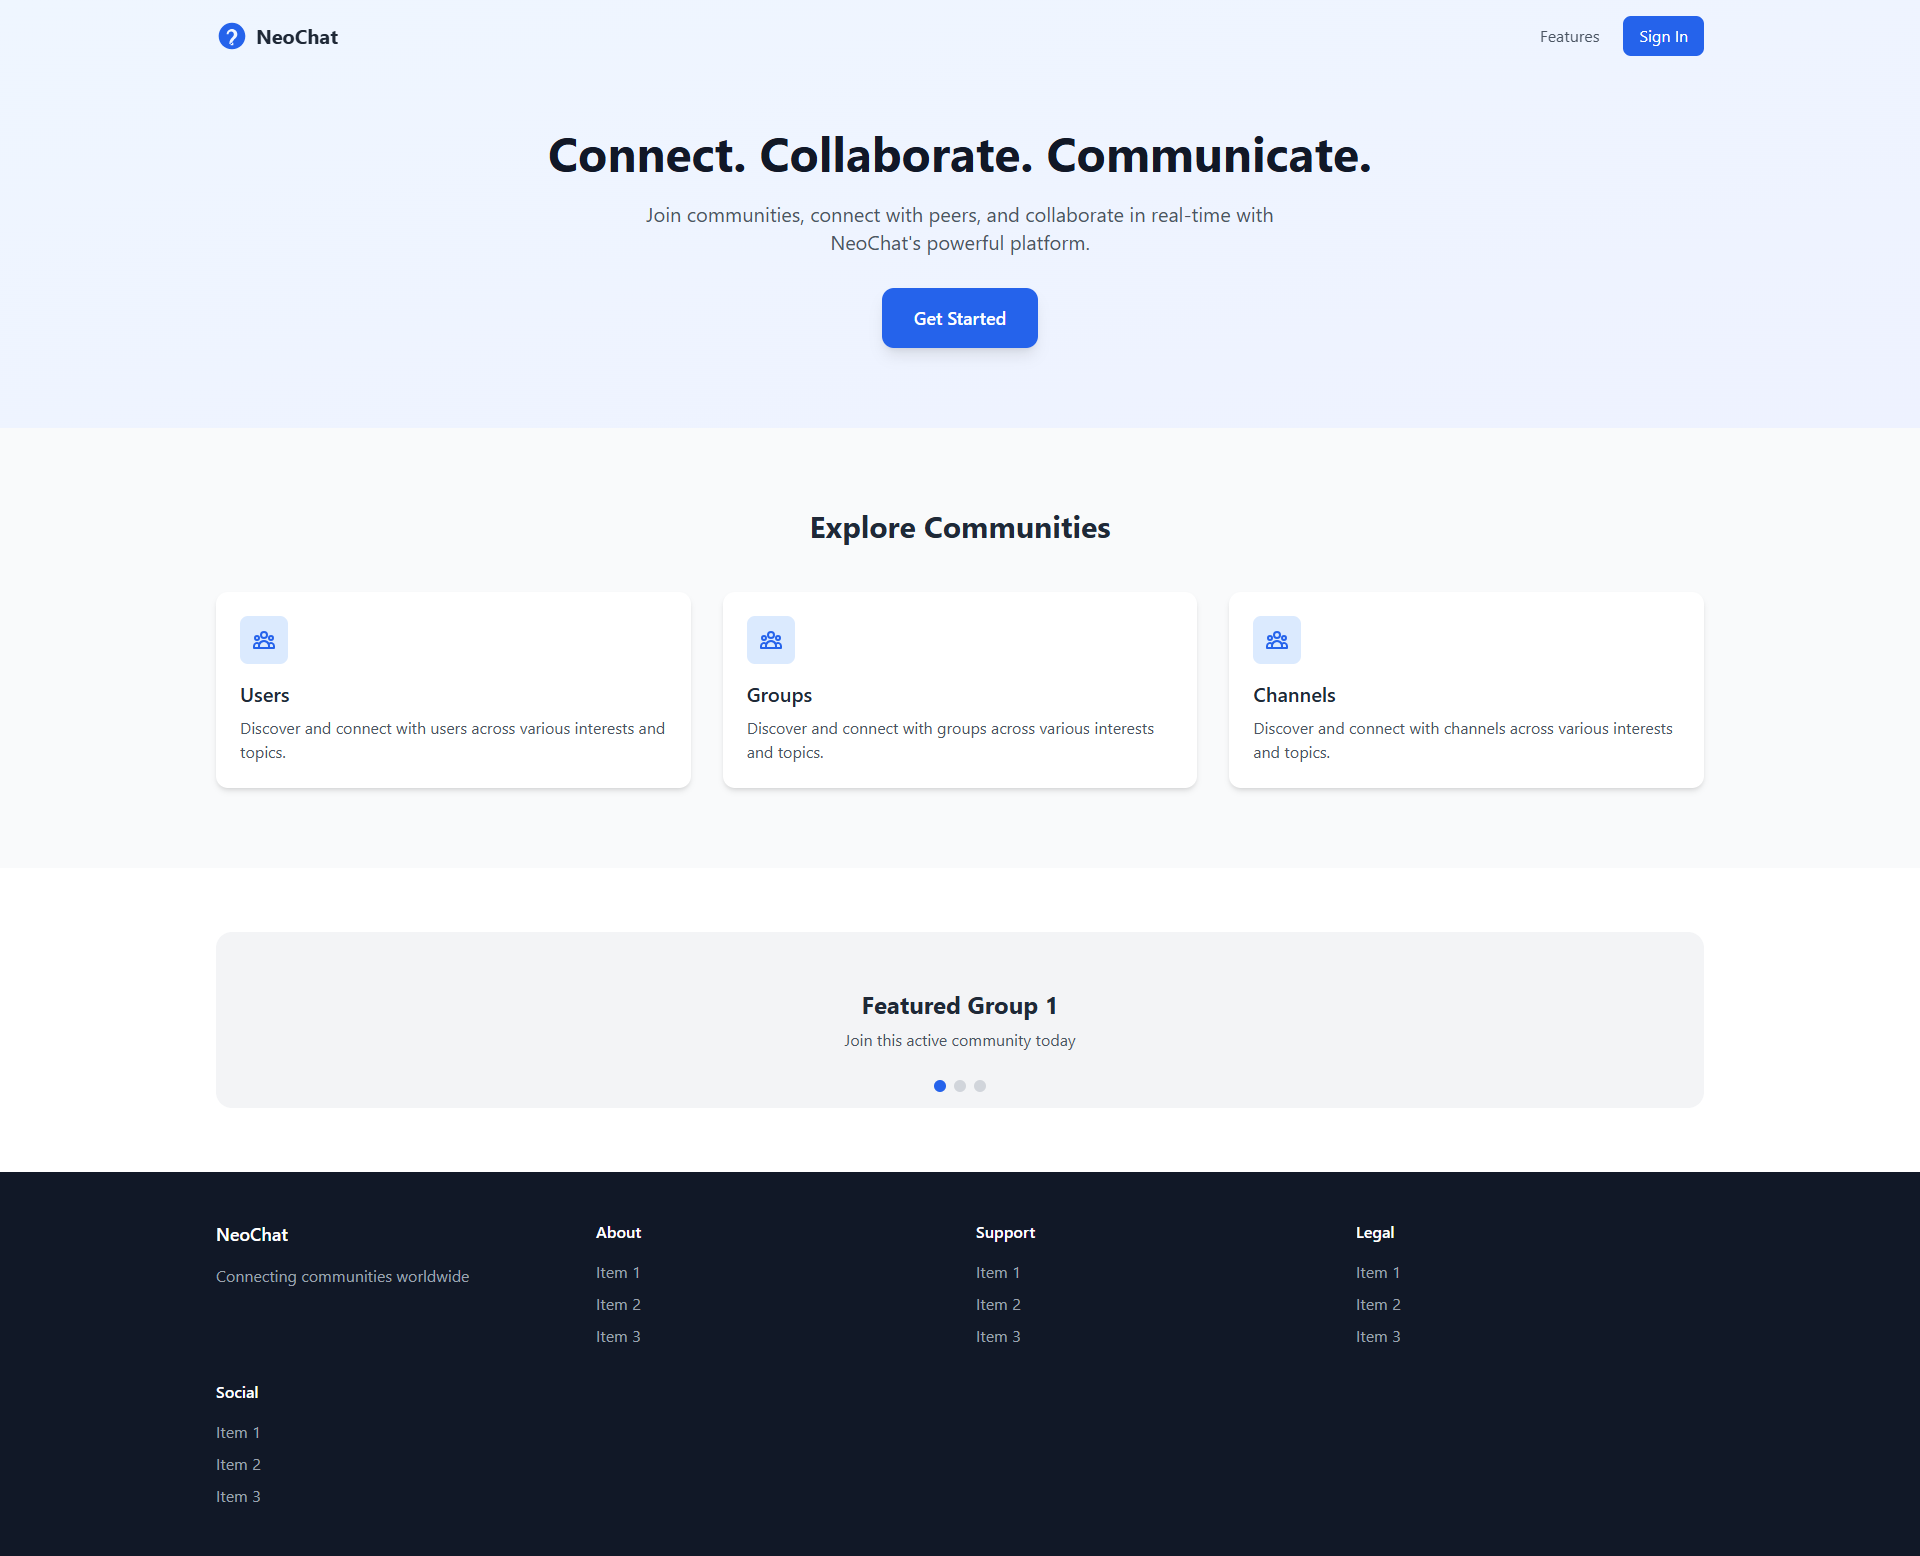 NeoChat
Features
Sign In
Connect. Collaborate. Communicate.
Join communities, connect with peers, and collaborate in real-time with
NeoChat's powerful platform.
Get Started
Explore Communities
Users
Discover and connect with users across various interests and
topics.
Groups
Discover and connect with groups across various interests
and topics.
Channels
Discover and connect with channels across various interests
and topics.
Featured Group 1
Join this active community today
NeoChat
Connecting communities worldwide
About
Item 1
Item 2
Item 3
Support
Item 1
Item 2
Item 3
Legal
Item 1
Item 2
Item 3
Social
Item 1
Item 2
Item 3